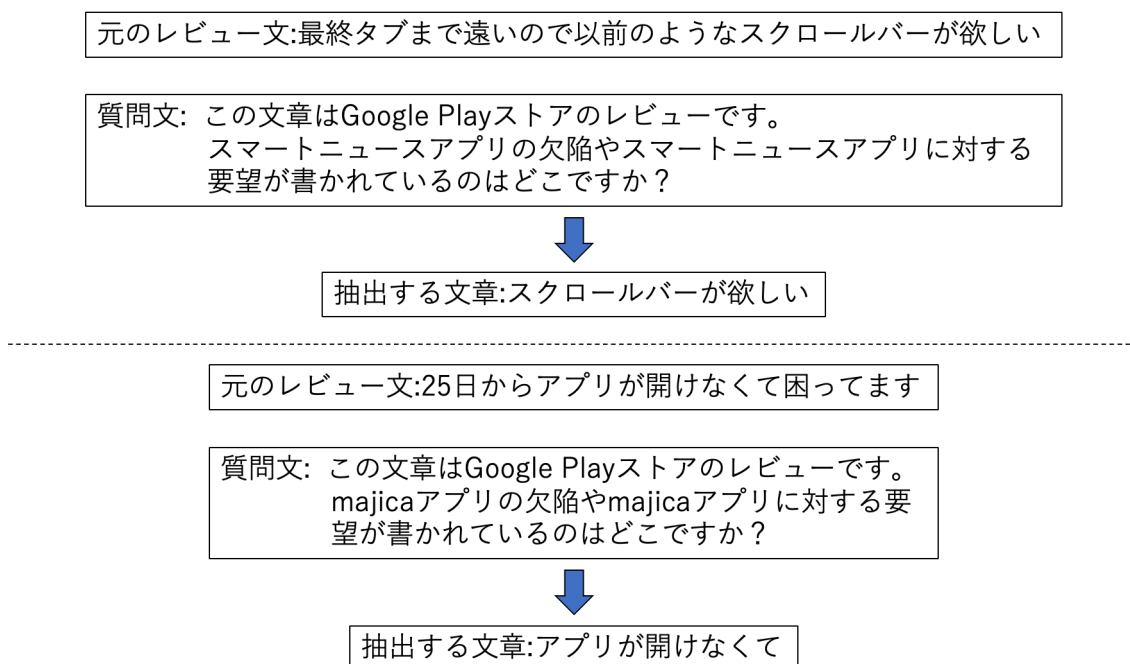 元のレビュー文:最終タブまで遠いので以前のようなスクロールバーが欲しい
質問文: この文章はGoogle Playストアのレビューです。
スマートニュースアプリの欠陥やスマートニュースアプリに対する
要望が書かれているのはどこですか？
抽出する文章:スクロールバーが欲しい
元のレビュー文:25日からアプリが開けなくて困ってます
質問文: この文章はGoogle Playストアのレビューです。
majicaアプリの欠陥やmajicaアプリに対する要
望が書かれているのはどこですか？
抽出する文章:アプリが開けなくて